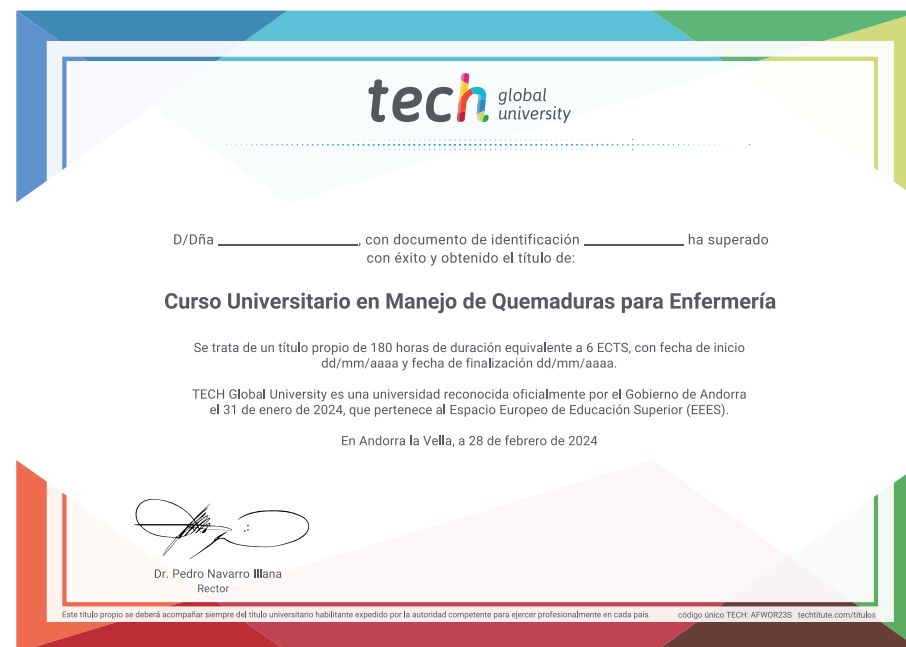 tech global university
D/Dña ______________, con documento de identificación __________ ha superado
con éxito y obtenido el título de:
Curso Universitario en Manejo de Quemaduras para Enfermería
Se trata de un título propio de 180 horas de duración equivalente a 6 ECTS, con fecha de inicio
dd/mm/aaaa y fecha de finalización dd/mm/aaaa.
TECH Global University es una universidad reconocida oficialmente por el Gobierno de Andorra
el 31 de enero de 2024, que pertenece al Espacio Europeo de Educación Superior (EEES).
En Andorra la Vella, a 28 de febrero de 2024
Dr. Pedro Navarro Illana
Rector
Este título propio se deberá acompañar siempre del título universitario habilitante expedido por la autoridad competente para ejercer profesionalmente en cada país. código único TECH: AFWOR23S techtitute.com/titulos